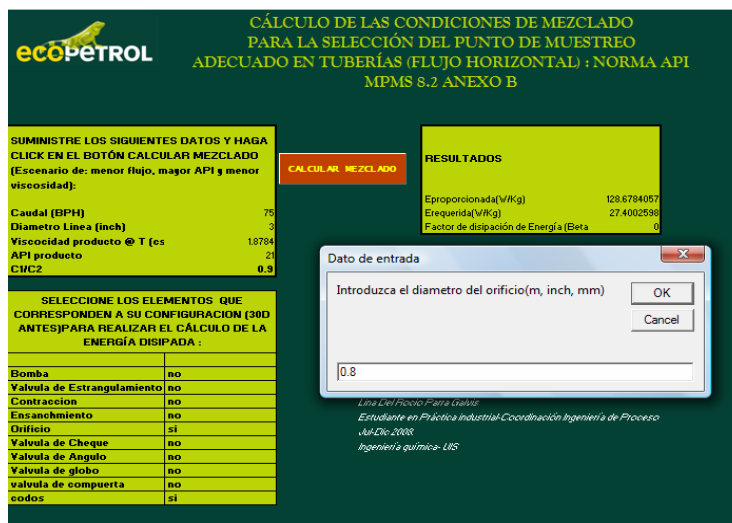 ecopetrol
CÁLCULO DE LAS CONDICIONES DE MEZCLADO
PARA LA SELECCIÓN DEL PUNTO DE MUESTREO
ADECUADO EN TUBERÍAS (FLUJO HORIZONTAL) : NORMA API
MPMS 8.2 ANEXO B
SUMINISTRE LOS SIGUIENTES DATOS Y HAGA
CLICK EN EL BOTÓN CALCULAR MEZCLADO
(Escenario de: menor flujo, mayor API y menor
viscosidad):
Caudal (BPH) 75
Diametro Linea (inch) 3
Viscocidad producto @ T (cs 1.8784
API producto 21
C1/C2 0.9
CALCULAR MEZCLADO
RESULTADOS
Eproporcionada(W/Kg) 128.6784057
Erequerida(W/Kg) 27.4002598
Factor de disipación de Energía (Beta 0
Dato de entrada
Introduzca el diametro del orificio(m, inch, mm)
OK
Cancel
0.8
SELECCIONE LOS ELEMENTOS QUE
CORRESPONDEN A SU CONFIGURACION (30D
ANTES)PARA REALIZAR EL CÁLCULO DE LA
ENERGÍA DISIPADA :
Bomba no
Valvula de Estrangulamiento no
Contraccion no
Ensanchmiento no
Orificio si
Valvula de Cheque no
Valvula de Angulo no
Valvula de globo no
valvula de compuerta no
codos si
Lina Del Rocio Parra Galvis
Estudiante en Práctica industrial-Coordinación Ingeniería de Proceso
Jul-Dic 2008.
Ingeniería química- UIS